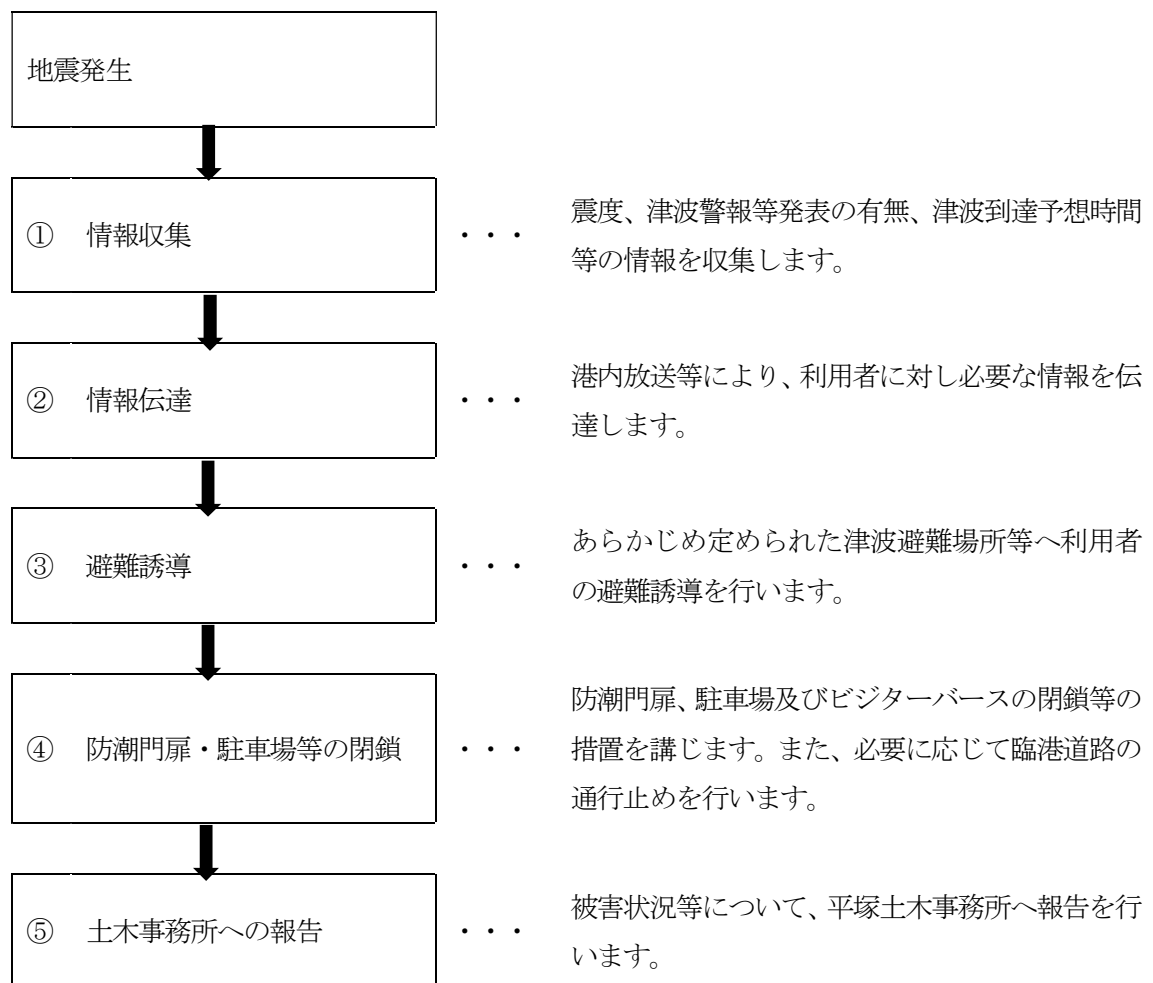 地震発生
① 情報収集 ・・・ 震度、津波警報等発表の有無、津波到達予想時間
等の情報を収集します。
② 情報伝達 ・・・ 港内放送等により、利用者に対し必要な情報を伝
達します。
③ 避難誘導 ・・・ あらかじめ定められた津波避難場所等へ利用者
の避難誘導を行います。
④ 防潮門扉・駐車場等の閉鎖 ・・・ 防潮門扉、駐車場及びビジターバースの閉鎖等の
措置を講じます。また、必要に応じて臨港道路の
通行止めを行います。
⑤ 土木事務所への報告 ・・・ 被害状況等について、平塚土木事務所へ報告を行
います。